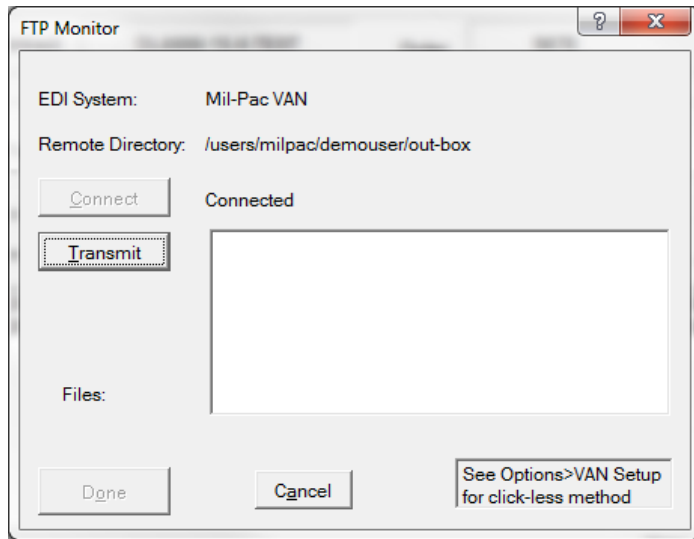 FTP Monitor
EDI System: Mil-Pac VAN
Remote Directory: /users/milpac/demouser/out-box
Connect Connected
Transmit
Files:
Done Cancel
See Options>VAN Setup
for click-less method